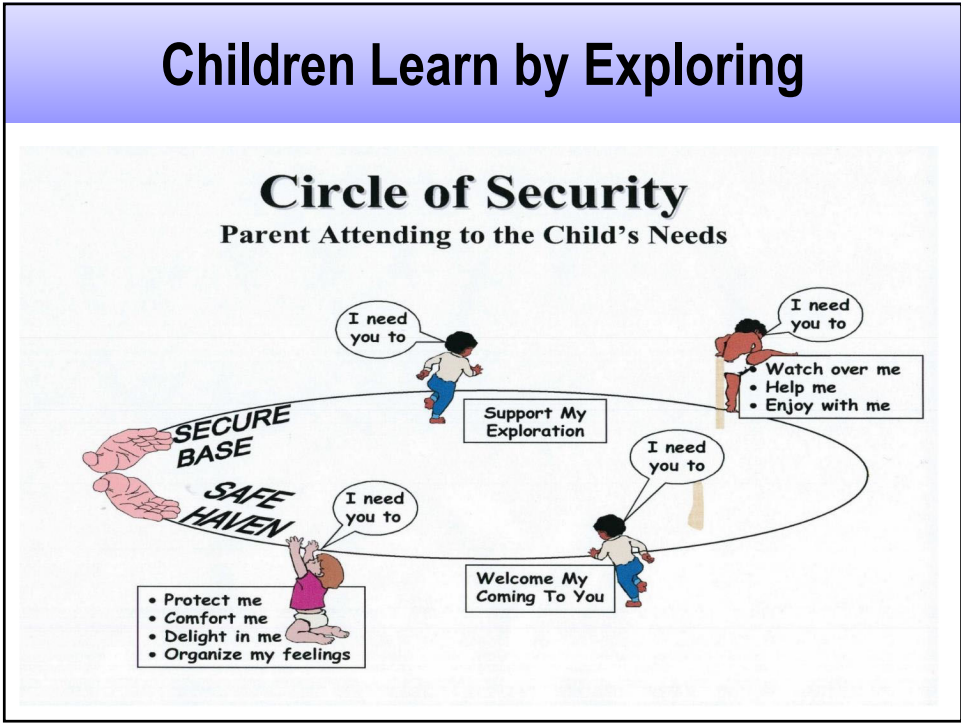 Children Learn by Exploring
Circle of Security
Parent Attending to the Child's Needs
I need
you to
Support My
Exploration
I need
you to
• Watch over me
• Help me
• Enjoy with me
SECURE
BASE
SAFE
HAVEN
I need
you to
Welcome My
Coming To You
I need
you to
• Protect me
• Comfort me
• Delight in me
• Organize my feelings